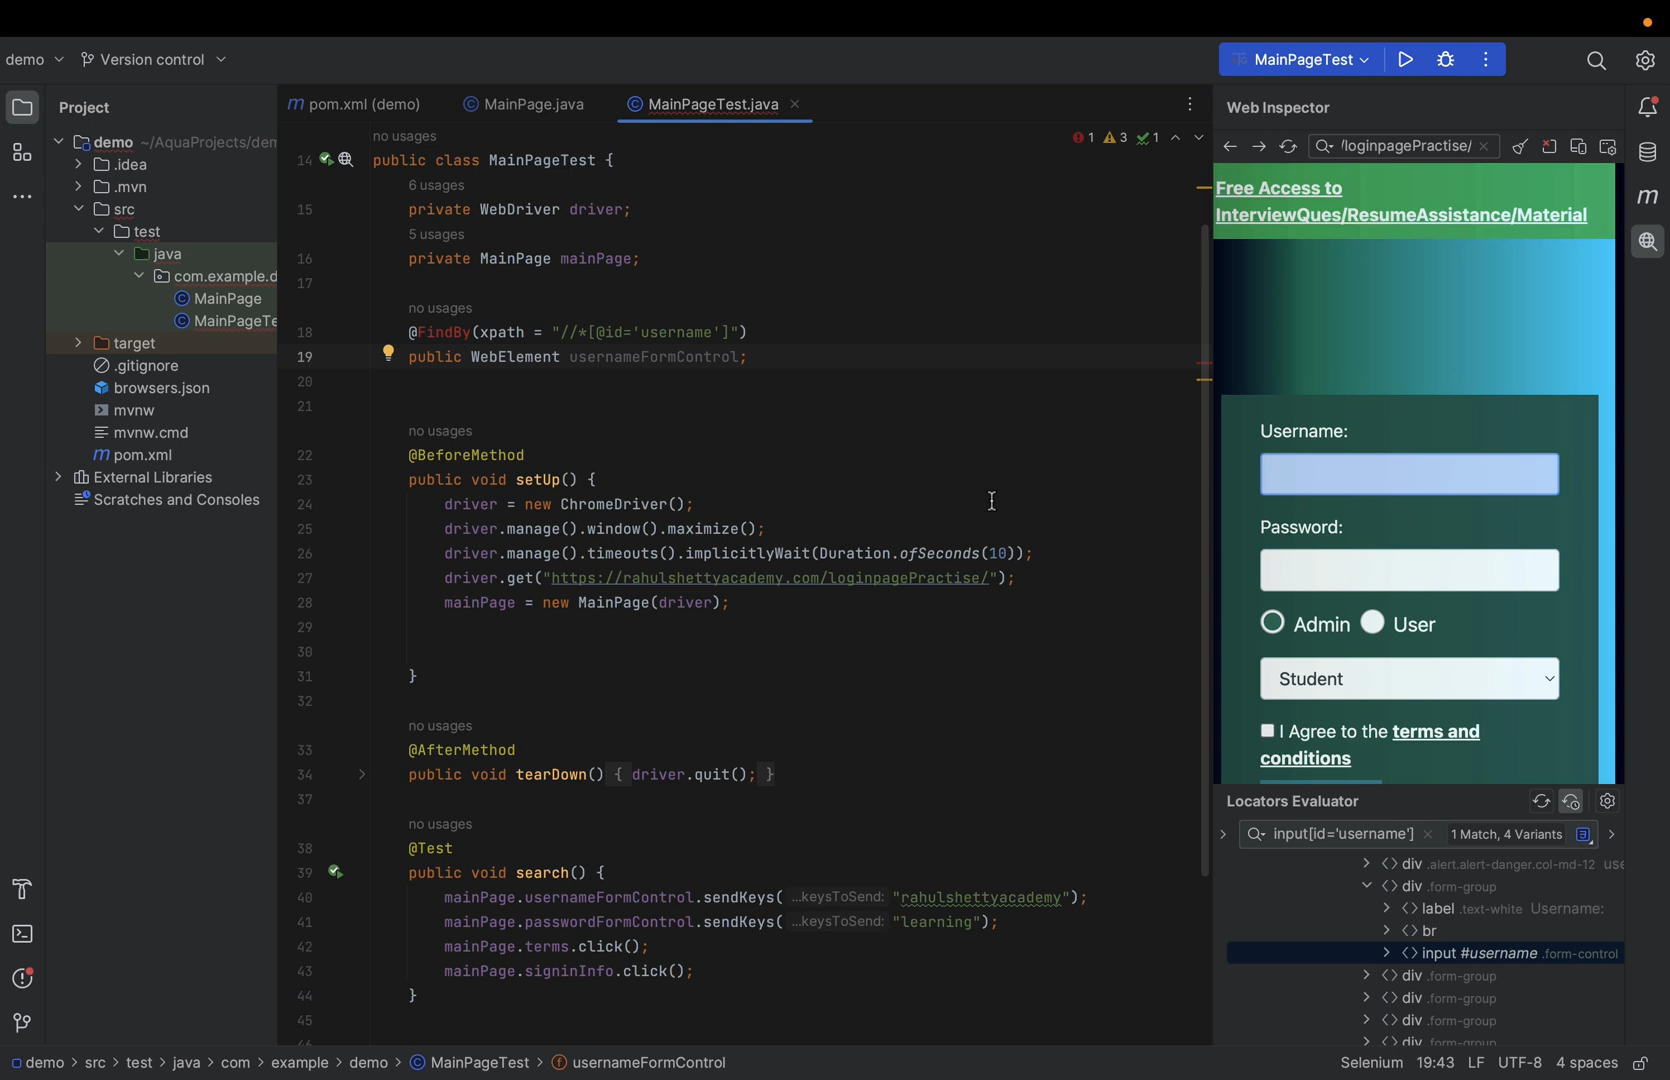 demo
Version control
MainPageTest
Project
pom.xml (demo)
MainPage.java
MainPageTest.java
Web Inspector
demo ~/AquaProjects/dem
.idea
.mvn
src
test
java
com.example.d
MainPage
MainPageTe
target
.gitignore
browsers.json
mvnw
mvnw.cmd
pom.xml
External Libraries
Scratches and Consoles
1 3 1
no usages
14 public class MainPageTest {
6 usages
15 private WebDriver driver;
5 usages
16 private MainPage mainPage;
17
no usages
18 @FindBy(xpath = "//*[@id='username']")
19 public WebElement usernameFormControl;
20
21
no usages
22 @BeforeMethod
23 public void setUp() {
24 driver = new ChromeDriver();
25 driver.manage().window().maximize();
26 driver.manage().timeouts().implicitlyWait(Duration.ofSeconds(10));
27 driver.get("https://rahulshettyacademy.com/loginpagePractise/");
28 mainPage = new MainPage(driver);
29
30
31 }
32
no usages
33 @AfterMethod
34 public void tearDown() { driver.quit(); }
37
no usages
38 @Test
39 public void search() {
40 mainPage.usernameFormControl.sendKeys( ...keysToSend: "rahulshettyacademy");
41 mainPage.passwordFormControl.sendKeys( ...keysToSend: "learning");
42 mainPage.terms.click();
43 mainPage.signinInfo.click();
44 }
45
/loginpagePractise/
Free Access to
InterviewQues/ResumeAssistance/Material
Username:
Password:
Admin User
Student
I Agree to the terms and
conditions
Locators Evaluator
input[id='username'] 1 Match, 4 Variants
div .alert.alert-danger.col-md-12 use
div .form-group
label .text-white Username:
br
input #username .form-control
div .form-group
div .form-group
div .form-group
div .form-group
demo > src > test > java > com > example > demo > MainPageTest > usernameFormControl
Selenium 19:43 LF UTF-8 4 spaces